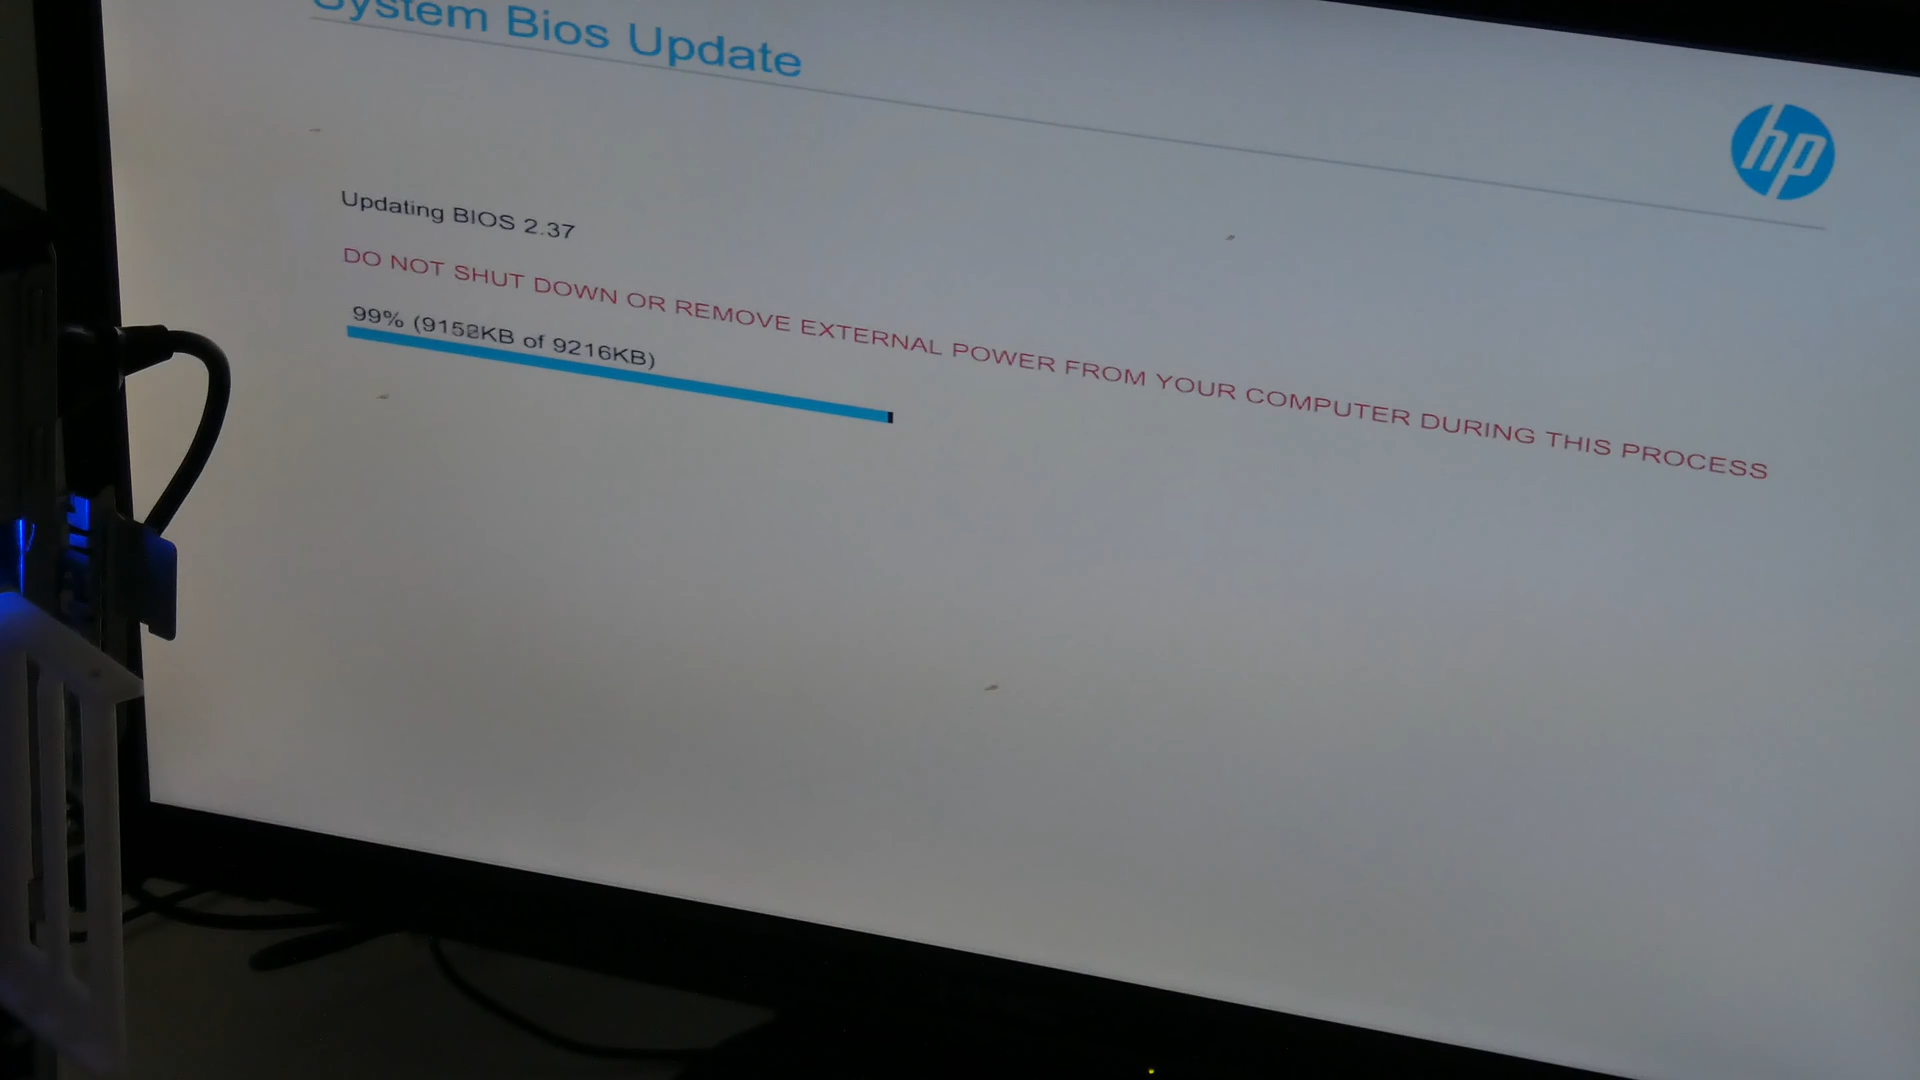 System Bios Update
hp
Updating BIOS 2.37
DO NOT SHUT DOWN OR REMOVE EXTERNAL POWER FROM YOUR COMPUTER DURING THIS PROCESS
99% (9152KB of 9216KB)